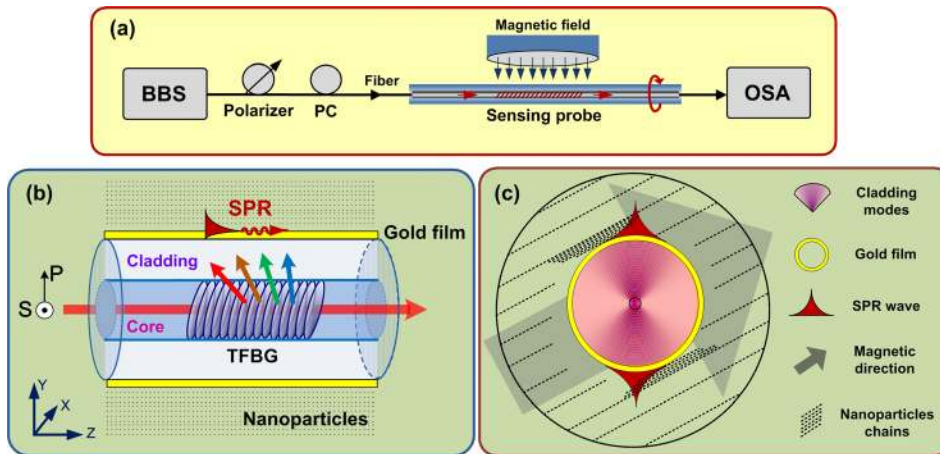 (a)
Magnetic field
BBS
Polarizer
PC
Fiber
Sensing probe
OSA
(b)
SPR
Gold film
Cladding
P
S
Core
TFBG
Nanoparticles
Y
X
Z
(c)
Cladding
modes
Gold film
SPR wave
Magnetic
direction
Nanoparticles
chains